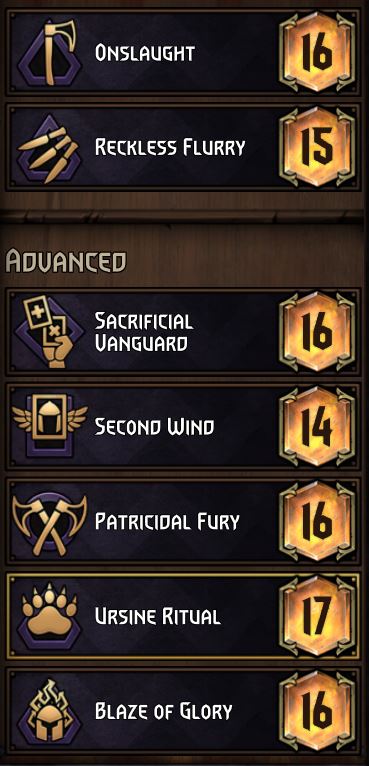 Onslaught
16
Reckless Flurry
15
Advanced
Sacrificial
Vanguard
16
Second Wind
14
Patricidal Fury
16
Ursine Ritual
17
Blaze of Glory
16